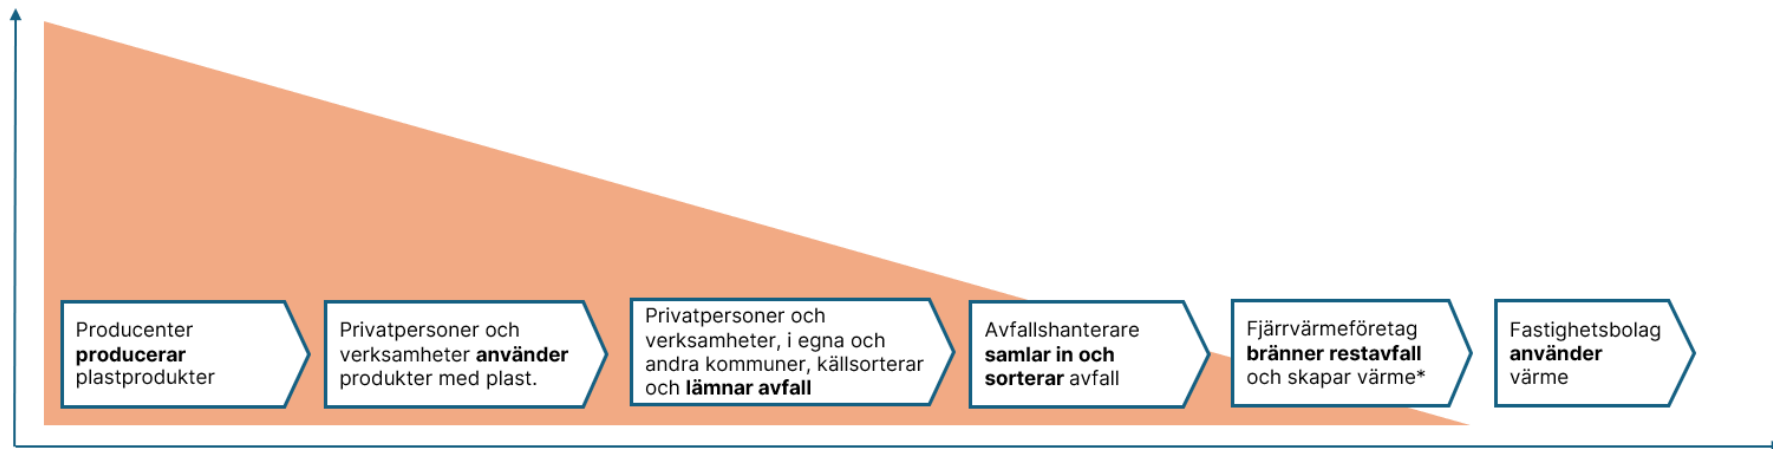 Producenter
producerar
plastprodukter
Privatpersoner och
verksamheter använder
produkter med plast.
Privatpersoner och
verksamheter, i egna och
andra kommuner, källsorterar
och lämnar avfall
Avfallshanterare
samlar in och
sorterar avfall
Fjärrvärmeföretag
bränner restavfall
och skapar värme*
Fastighetsbolag
använder
värme